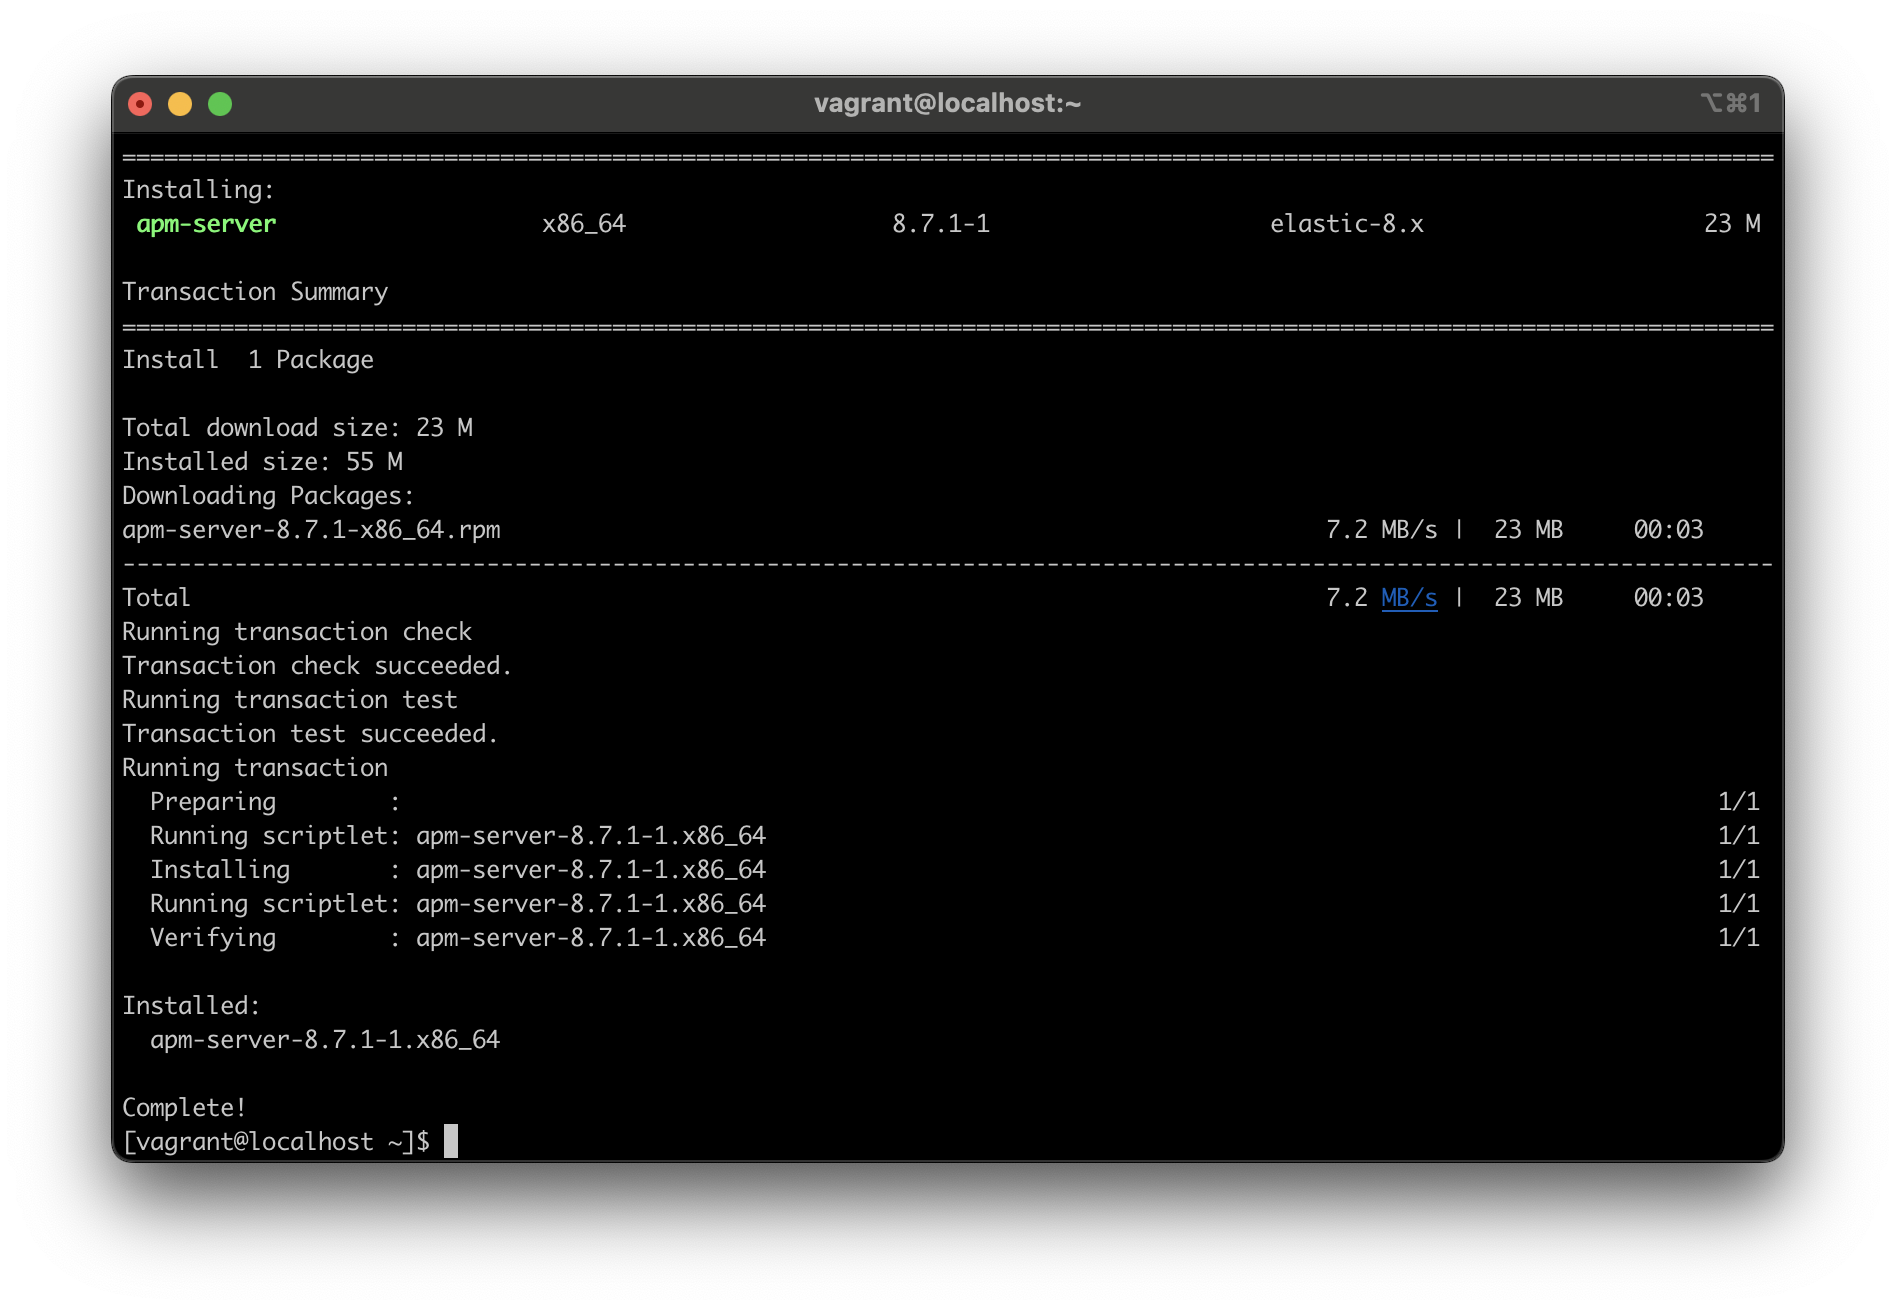 vagrant@localhost:~
⌥⌘1
======================================================================================================================
Installing:
 apm-server                   x86_64                   8.7.1-1                    elastic-8.x                    23 M

Transaction Summary
======================================================================================================================
Install  1 Package

Total download size: 23 M
Installed size: 55 M
Downloading Packages:
apm-server-8.7.1-x86_64.rpm                                                           7.2 MB/s |  23 MB     00:03
----------------------------------------------------------------------------------------------------------------------
Total                                                                                 7.2 MB/s |  23 MB     00:03
Running transaction check
Transaction check succeeded.
Running transaction test
Transaction test succeeded.
Running transaction
  Preparing        :                                                                                              1/1
  Running scriptlet: apm-server-8.7.1-1.x86_64                                                                    1/1
  Installing       : apm-server-8.7.1-1.x86_64                                                                    1/1
  Running scriptlet: apm-server-8.7.1-1.x86_64                                                                    1/1
  Verifying        : apm-server-8.7.1-1.x86_64                                                                    1/1

Installed:
  apm-server-8.7.1-1.x86_64

Complete!
[vagrant@localhost ~]$